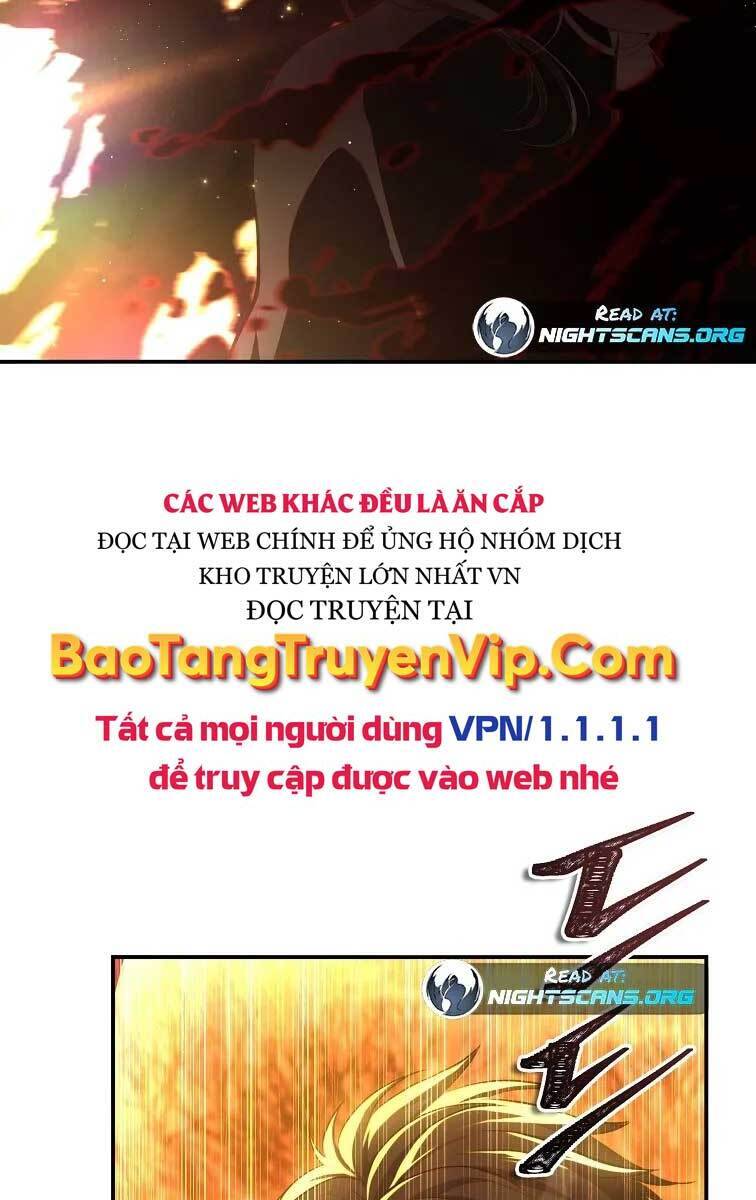 READ AT:
NIGHTSCANS.ORG
CÁC WEB KHÁC ĐỀU LÀ ĂN CẮP
ĐỌC TẠI WEB CHÍNH ĐỂ ỦNG HỘ NHÓM DỊCH
KHO TRUYỆN LỚN NHẤT VN
ĐỌC TRUYỆN TẠI
BaoTangTruyenVip.Com
Tất cả mọi người dùng VPN/1.1.1.1
để truy cập được vào web nhé
READ AT:
NIGHTSCANS.ORG